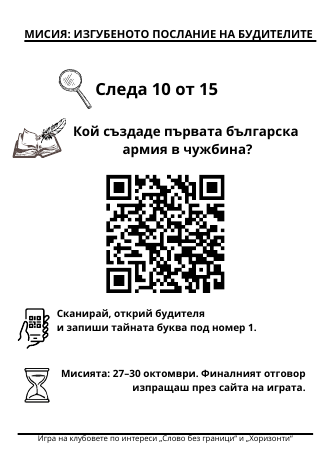 МИСИЯ: ИЗГУБЕНОТО ПОСЛАНИЕ НА БУДИТЕЛИТЕ
Следа 10 от 15
Кой създаде първата българска
армия в чужбина?
Сканирай, открий будителя
и запиши тайната буква под номер 1.
Мисията: 27–30 октомври. Финалният отговор
изпращаш през сайта на играта.
Игра на клубовете по интереси „Слово без граници“ и „Хоризонти“